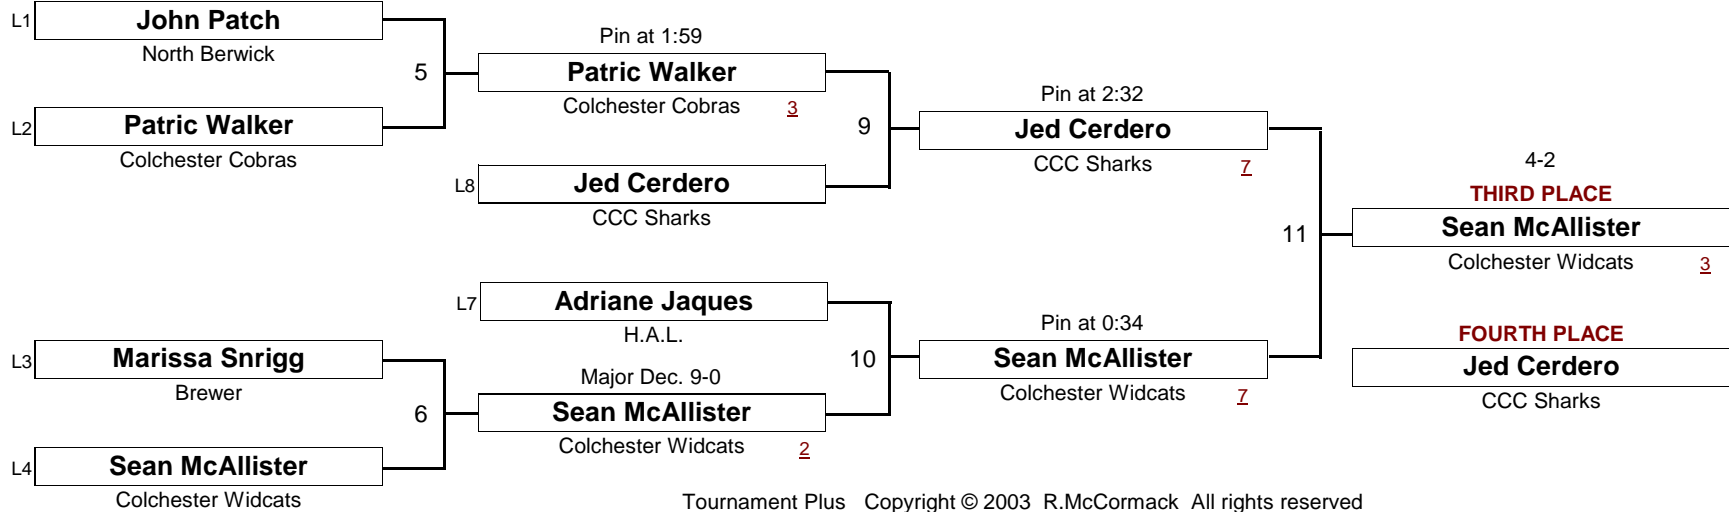 L1
John Patch
North Berwick
5
L2
Patric Walker
Colchester Cobras
Pin at 1:59
Patric Walker
Colchester Cobras 3
9
L8
Jed Cerdero
CCC Sharks
Pin at 2:32
Jed Cerdero
CCC Sharks 7
11
4-2
THIRD PLACE
Sean McAllister
Colchester Widcats 3
FOURTH PLACE
Jed Cerdero
CCC Sharks
L7
Adriane Jaques
H.A.L.
10
Pin at 0:34
Sean McAllister
Colchester Widcats 7
L3
Marissa Snrigg
Brewer
6
Major Dec. 9-0
Sean McAllister
Colchester Widcats 2
L4
Sean McAllister
Colchester Widcats
Tournament Plus Copyright © 2003 R.McCormack All rights reserved